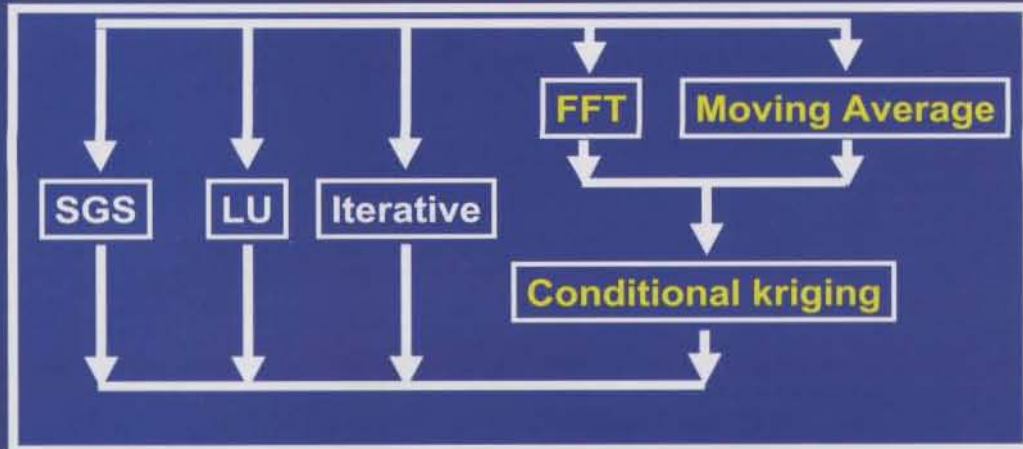 FFT
Moving Average
SGS
LU
Iterative
Conditional kriging